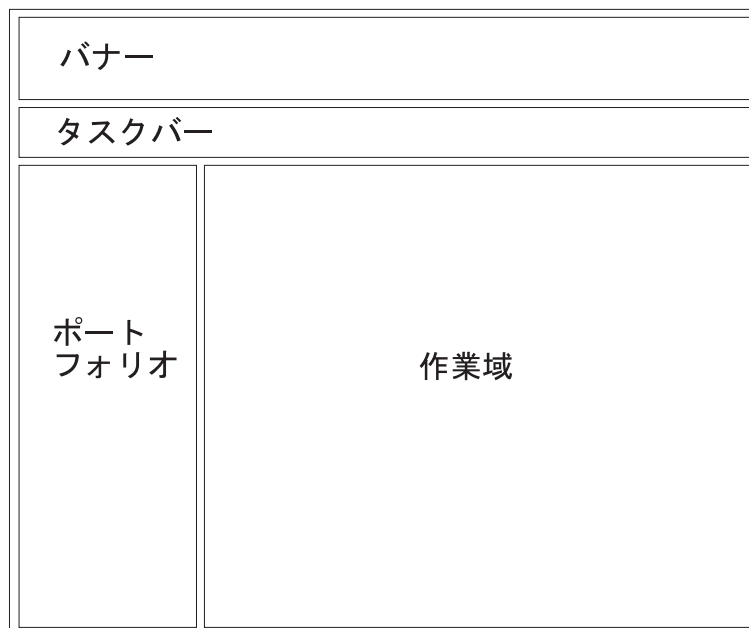 バナー
タスクバー
ポート
フォリオ
作業域